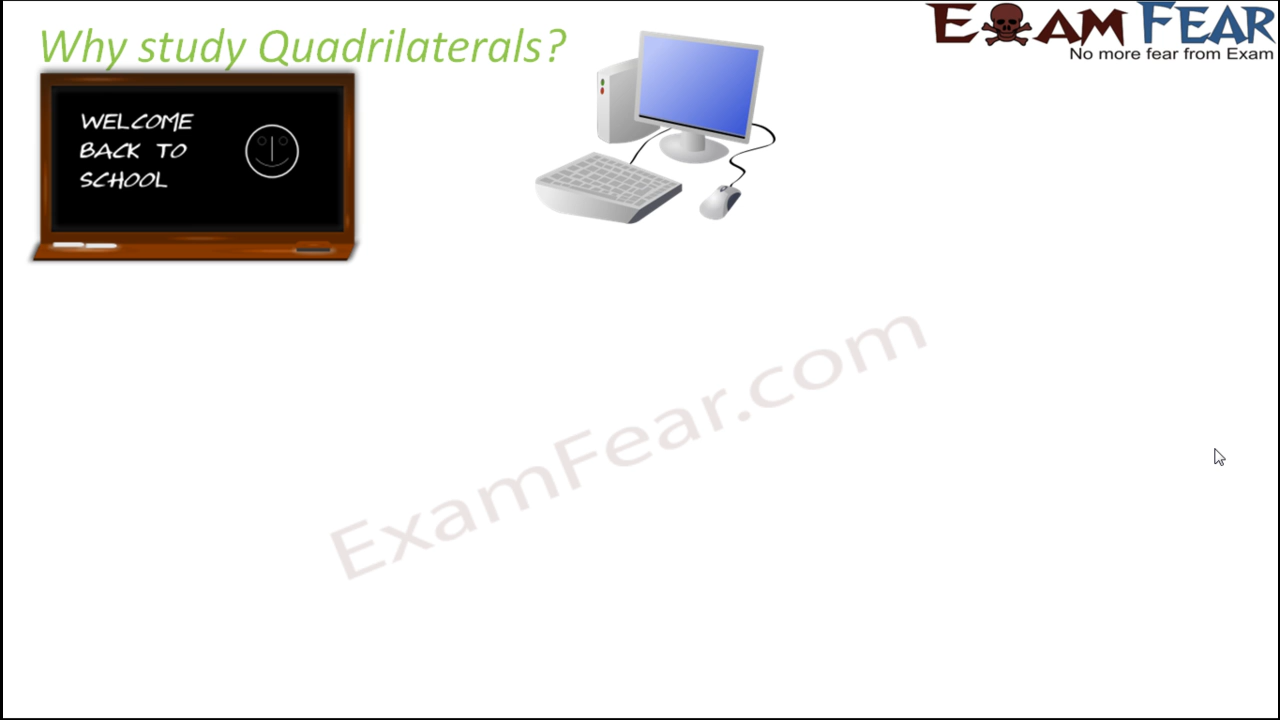 Why study Quadrilaterals?
EXAM FEAR
No more fear from Exam
WELCOME
BACK TO
SCHOOL
ExamFear.com